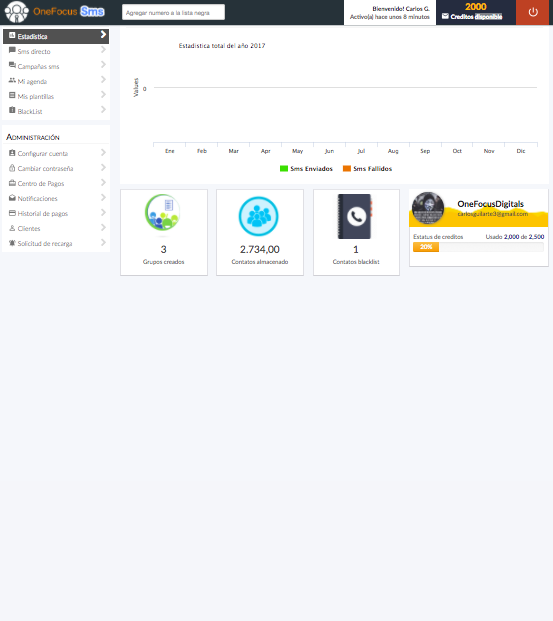 OneFocus Sms
Agregar numero a la lista negra
Bienvenido! Carlos G.
Activo(a) hace unos 8 minutos
2000
Creditos disponible
Estadistica
Sms directo
Campañas sms
Mi agenda
Mis plantillas
BlackList
Administración
Configurar cuenta
Cambiar contraseña
Centro de Pagos
Notificaciones
Historial de pagos
Clientes
Solicitud de recarga
Estadistica total del año 2017
Values
0
Ene Feb Mar Apr May Jun Jul Aug Sep Oct Nov Dic
Sms Enviados Sms Fallidos
3
Grupos creados
2.734,00
Contatos almacenado
1
Contatos blacklist
OneFocusDigitals
carlosguilarte3@gmail.com
Estatus de creditos Usado 2,000 de 2,500
20%